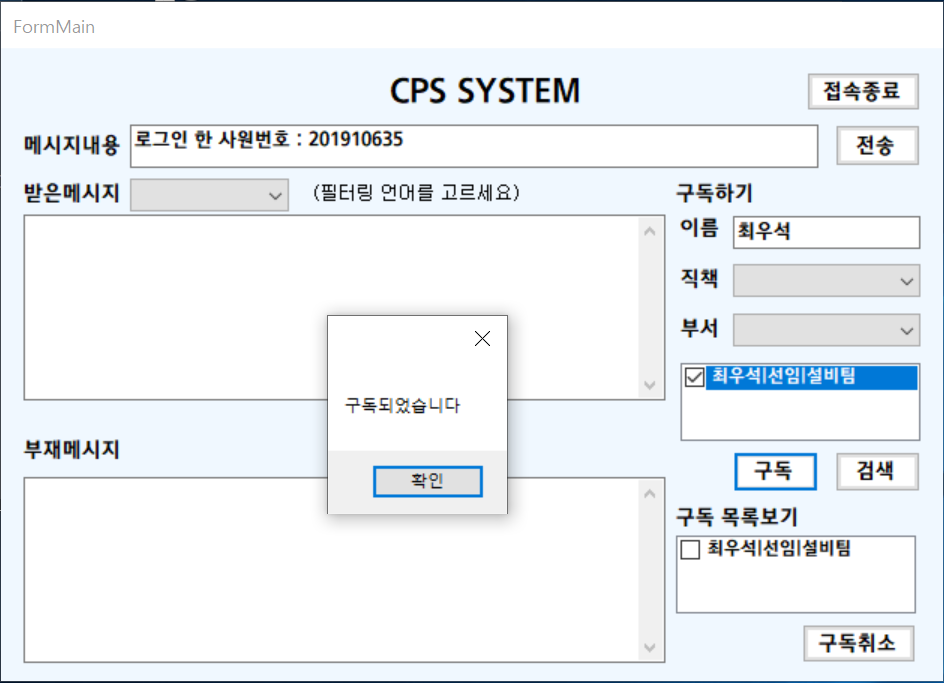 FormMain
CPS SYSTEM
접속종료
메시지내용
로그인 한 사원번호 : 201910635
전송
받은메시지
(필터링 언어를 고르세요)
구독하기
이름
최우석
직책
부서
최우석|선임|설비팀
구독
검색
구독되었습니다
확인
부재메시지
구독 목록보기
최우석|선임|설비팀
구독취소